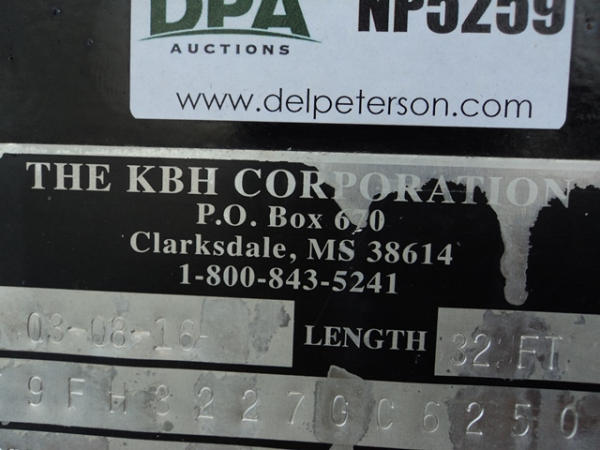 DPA NP5259
AUCTIONS
www.delpeterson.com
THE KBH CORPORATION
P.O. Box 670
Clarksdale, MS 38614
1-800-843-5241
03-08-16 LENGTH 32 FT
9FH3227GC6250